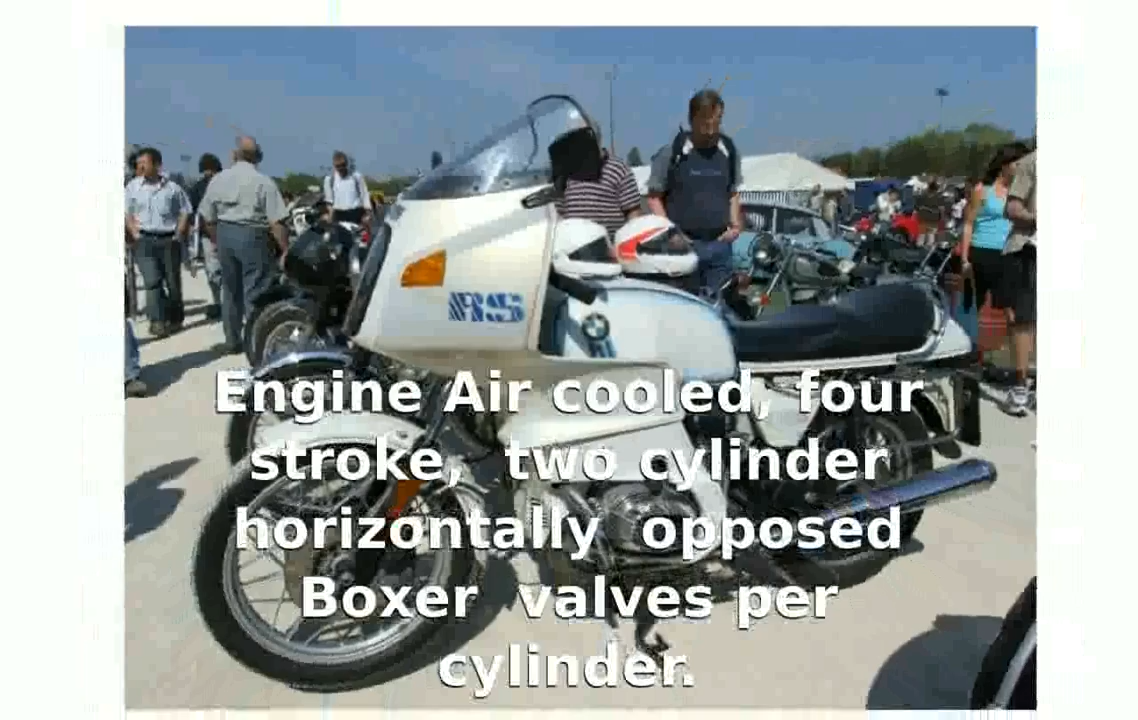 RS
Engine Air cooled, four
stroke, two cylinder
horizontally opposed
Boxer valves per
cylinder.